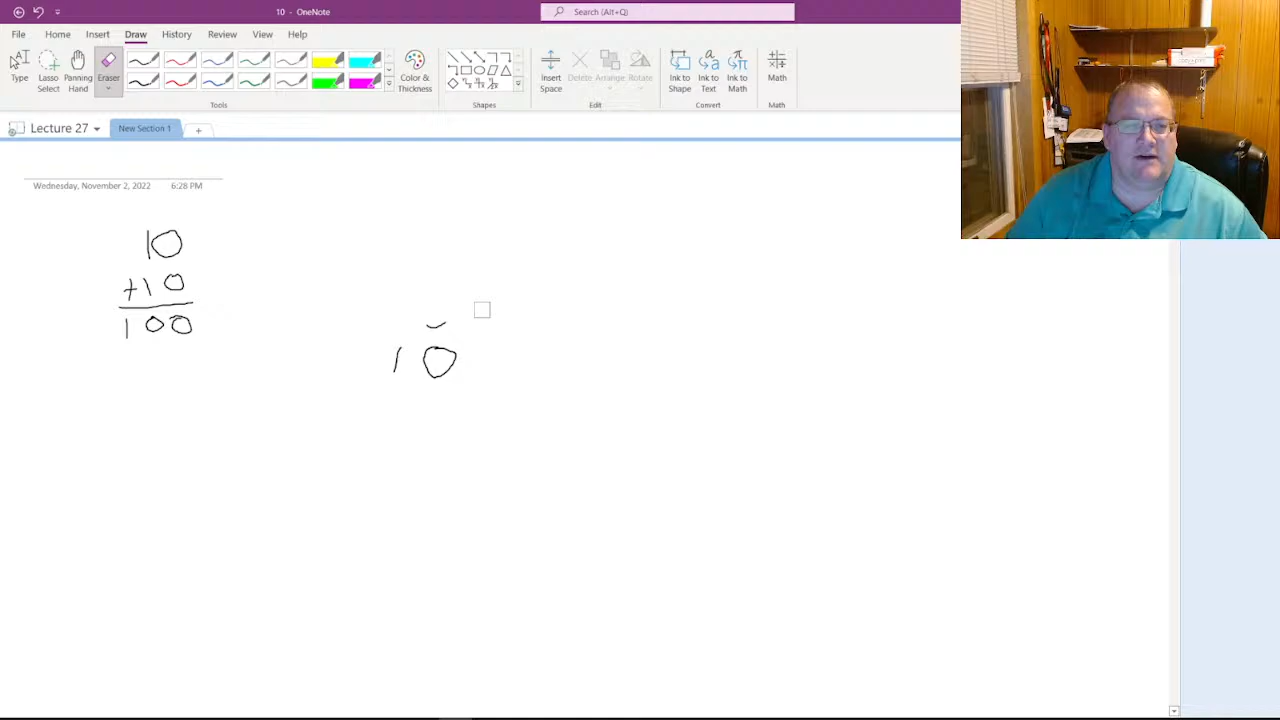 10 - OneNote
Search (Alt+Q)
File Home Insert Draw History Review View Help
Lasso Select
Panning Hand
Eraser
Color & Thickness
Insert Space
Delete
Arrange
Rotate
Ink to Shape
Ink to Text
Ink to Math
Math
Tools
Shapes
Edit
Convert
Math
Lecture 27
New Section 1
+
Wednesday, November 2, 2022 6:28 PM
10
+10
100
10